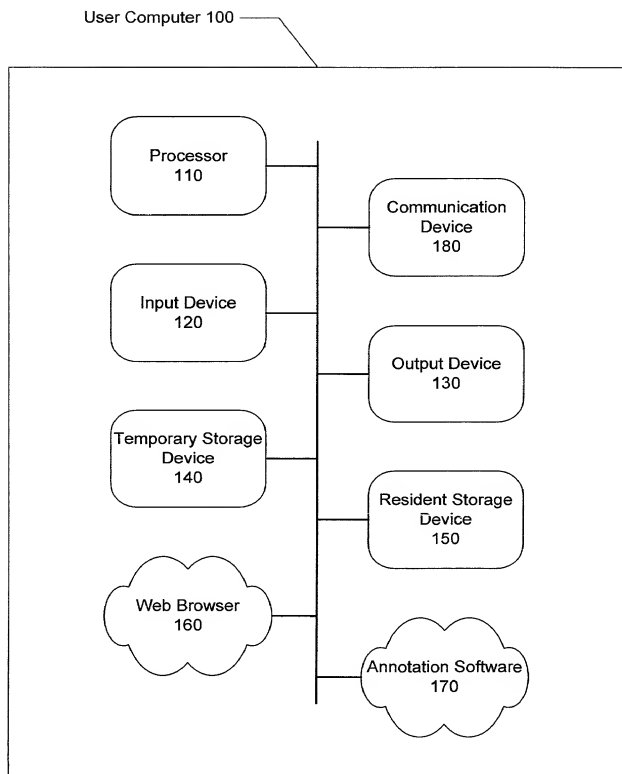 User Computer 100
Processor
110
Communication
Device
180
Input Device
120
Output Device
130
Temporary Storage
Device
140
Resident Storage
Device
150
Web Browser
160
Annotation Software
170